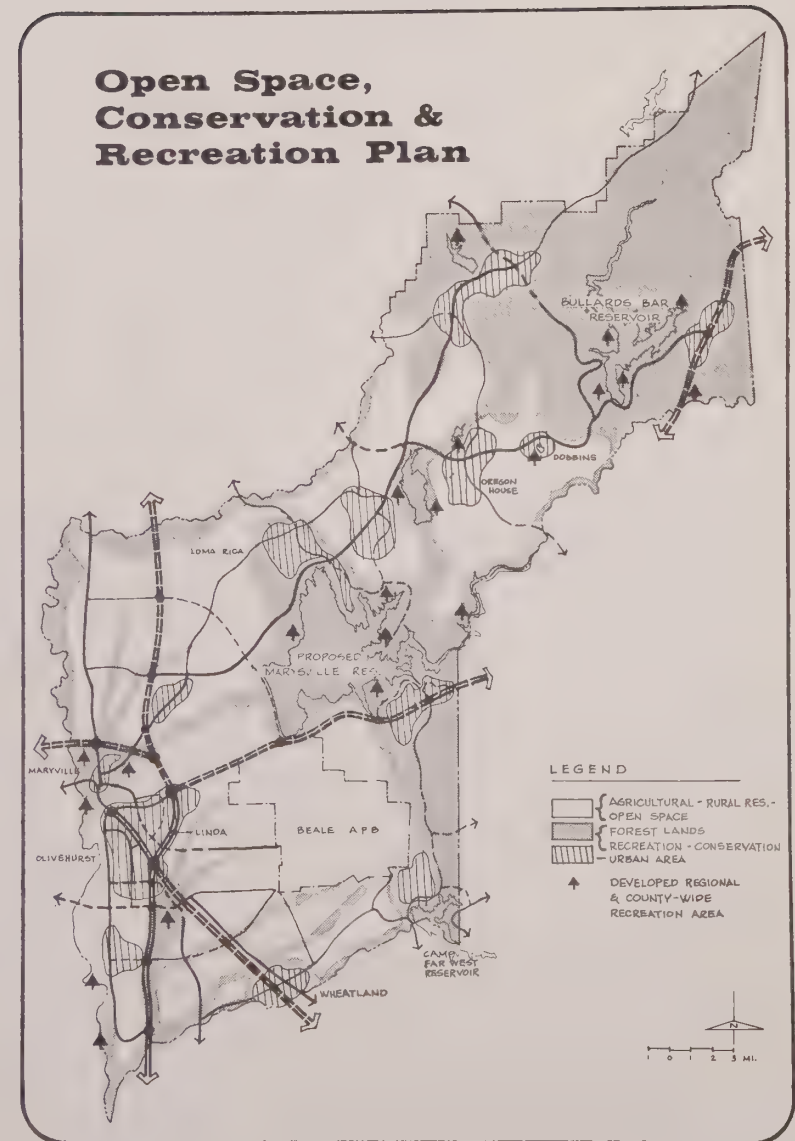 Open Space,
Conservation &
Recreation Plan
BULLARDS BAR
RESERVOIR
DOBBINS
OREGON
HOUSE
LOMA RICA
PROPOSED
MARYSVILLE RES.
MARYVILLE
LINDA
BEALE A P B
OLIVEHURST
CAMP
FAR WEST
RESERVOIR
WHEATLAND
LEGEND
AGRICULTURAL - RURAL RES. -
OPEN SPACE
FOREST LANDS
RECREATION - CONSERVATION
URBAN AREA
DEVELOPED REGIONAL
& COUNTY-WIDE
RECREATION AREA
N
1 0 1 2 3 MI.